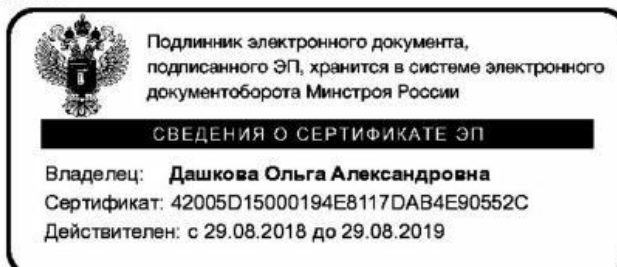 Подлинник электронного документа,
подписанного ЭП, хранится в системе электронного
документоборота Минстроя России
СВЕДЕНИЯ О СЕРТИФИКАТЕ ЭП
Владелец: Дашкова Ольга Александровна
Сертификат: 42005D15000194E8117DAB4E90552C
Действителен: с 29.08.2018 до 29.08.2019